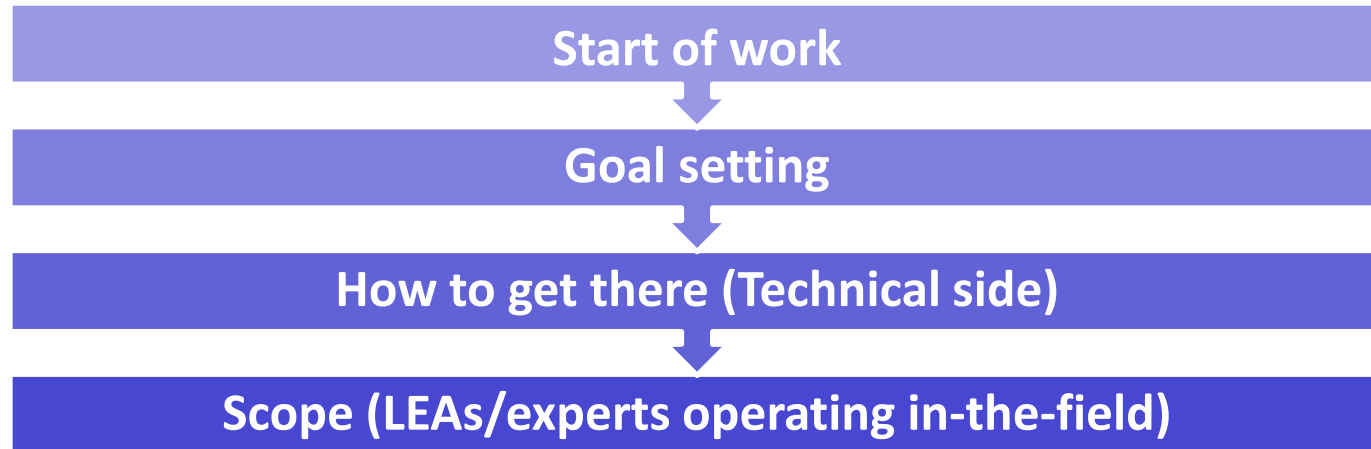 Start of work
Goal setting
How to get there (Technical side)
Scope (LEAs/experts operating in-the-field)